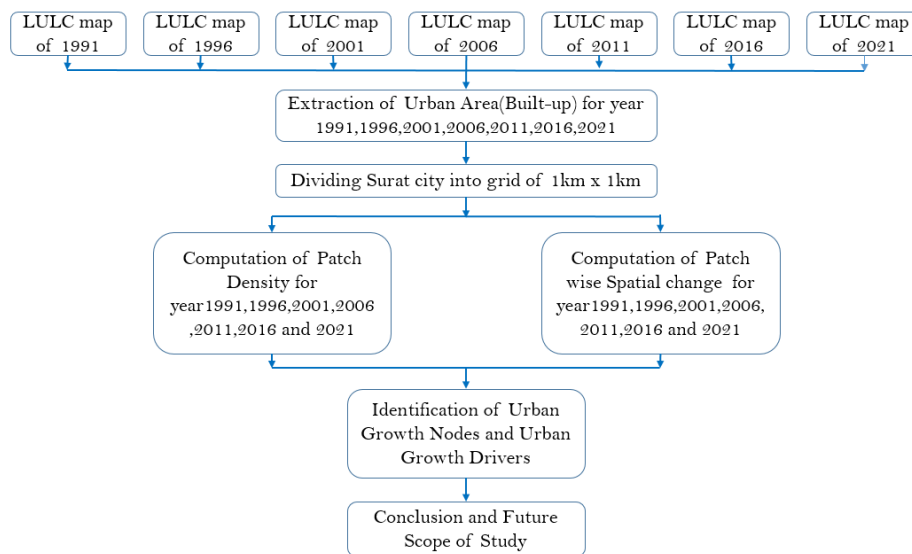 LULC map
of 1991
LULC map
of 1996
LULC map
of 2001
LULC map
of 2006
LULC map
of 2011
LULC map
of 2016
LULC map
of 2021
Extraction of Urban Area(Built-up) for year
1991,1996,2001,2006,2011,2016,2021
Dividing Surat city into grid of 1km x 1km
Computation of Patch
Density for
year1991,1996,2001,2006
,2011,2016 and 2021
Computation of Patch
wise Spatial change for
year1991,1996,2001,2006,
2011,2016 and 2021
Identification of Urban
Growth Nodes and Urban
Growth Drivers
Conclusion and Future
Scope of Study